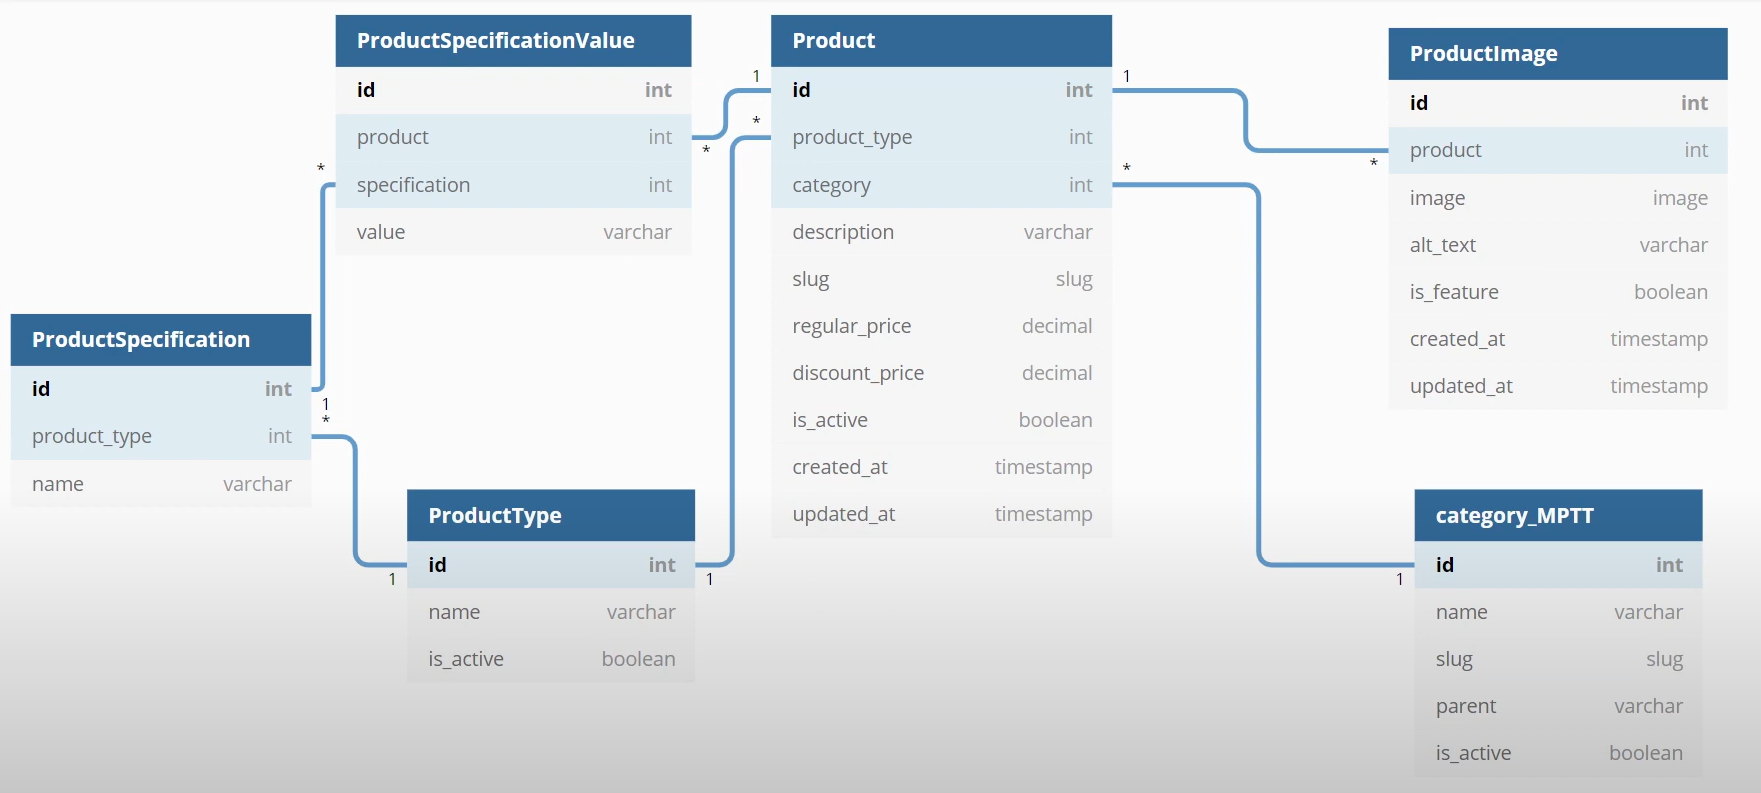 ProductSpecificationValue
id int
product int
specification int
value varchar
Product
id int
product_type int
category int
description varchar
slug slug
regular_price decimal
discount_price decimal
is_active boolean
created_at timestamp
updated_at timestamp
ProductImage
id int
product int
image image
alt_text varchar
is_feature boolean
created_at timestamp
updated_at timestamp
ProductSpecification
id int
product_type int
name varchar
ProductType
id int
name varchar
is_active boolean
category_MPTT
id int
name varchar
slug slug
parent varchar
is_active boolean
1
*
*
*
1
*
1
1
1
*
*
1